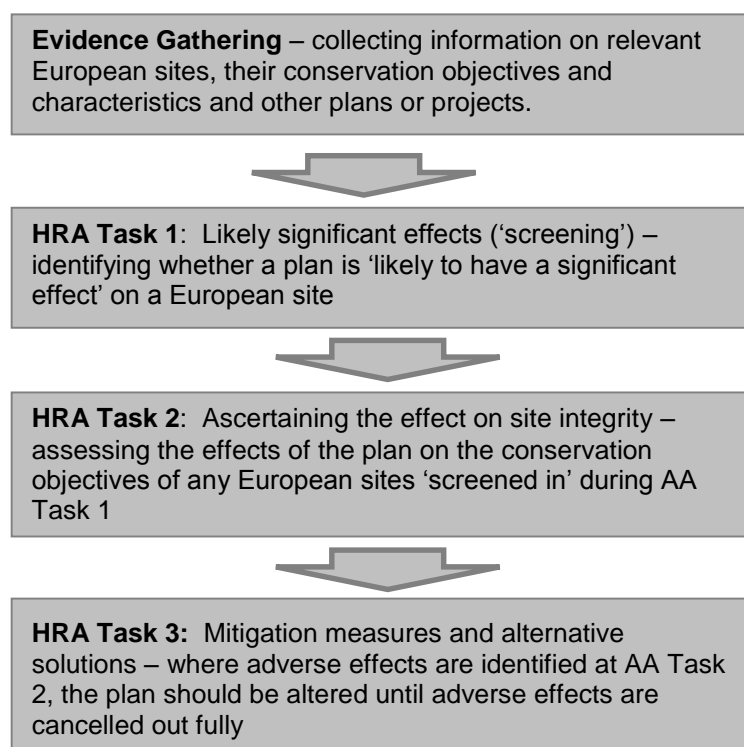 Evidence Gathering – collecting information on relevant
European sites, their conservation objectives and
characteristics and other plans or projects.
HRA Task 1:  Likely significant effects (‘screening’) –
identifying whether a plan is ‘likely to have a significant
effect’ on a European site
HRA Task 2:  Ascertaining the effect on site integrity –
assessing the effects of the plan on the conservation
objectives of any European sites ‘screened in’ during AA
Task 1
HRA Task 3:  Mitigation measures and alternative
solutions – where adverse effects are identified at AA Task
2, the plan should be altered until adverse effects are
cancelled out fully